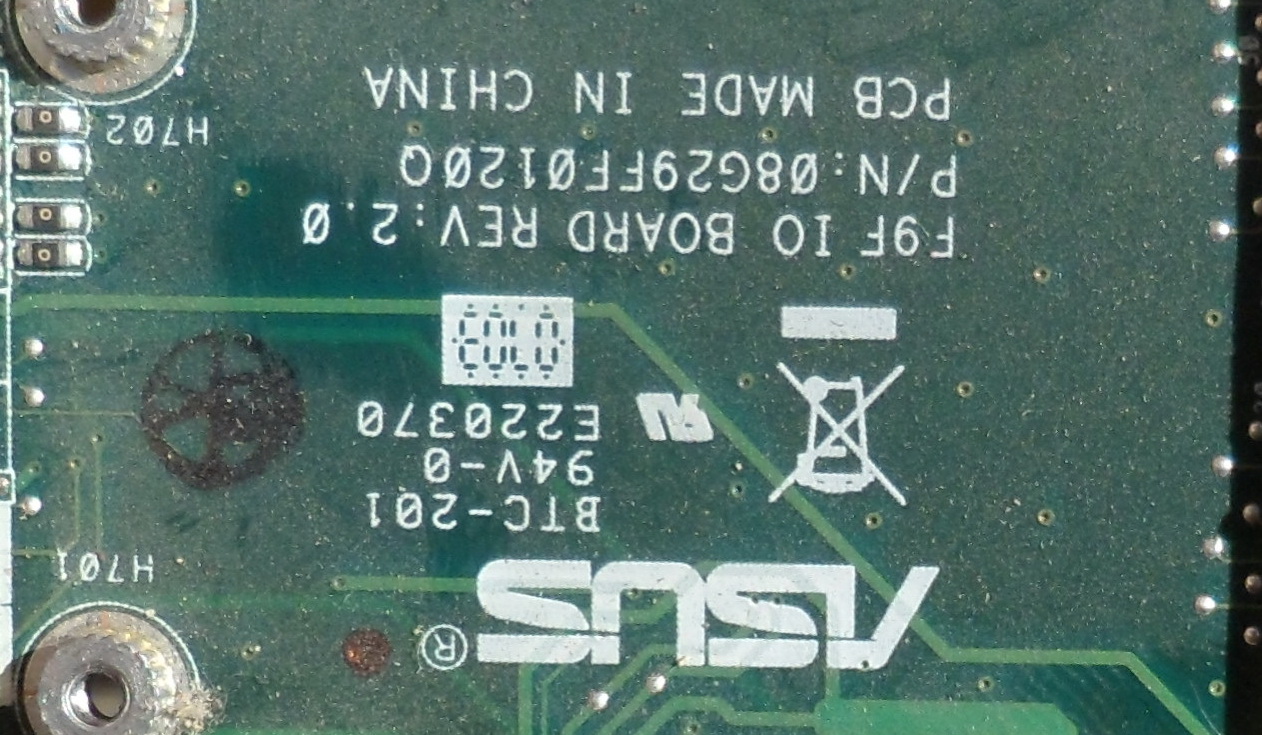 ASUS®
H701
BTC-201
94V-0
E220370
F9F IO BOARD REV:2.0
P/N:08G29FF0120Q
PCB MADE IN CHINA
H702